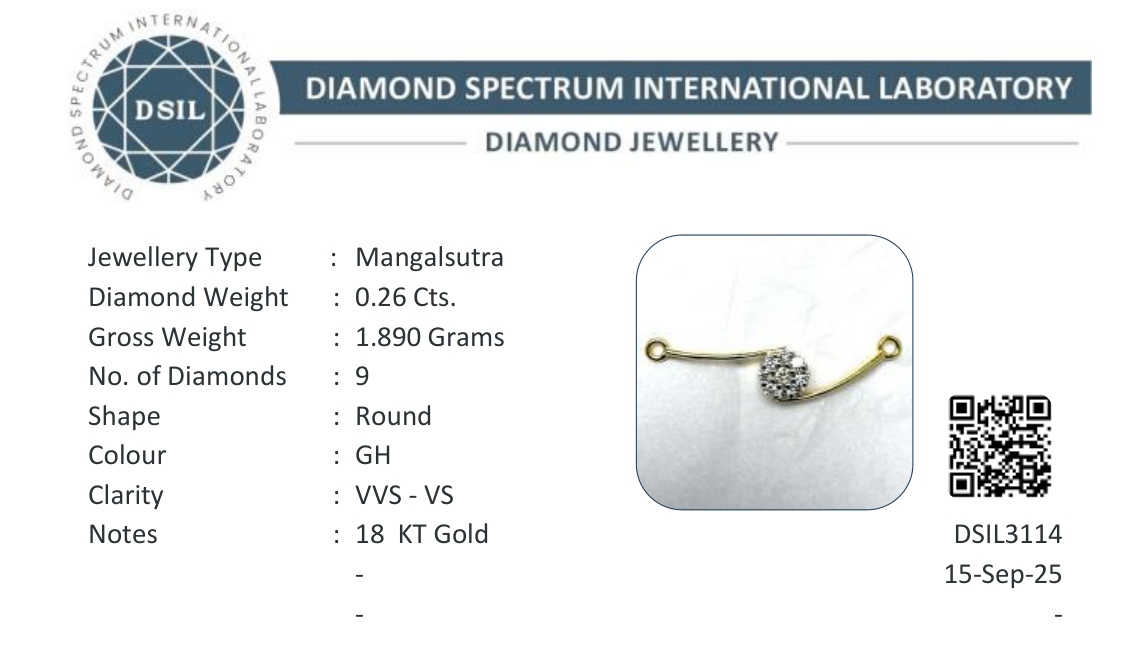 DIAMOND SPECTRUM INTERNATIONAL LABORATORY
DSIL
DIAMOND SPECTRUM INTERNATIONAL LABORATORY
DIAMOND JEWELLERY
Jewellery Type : Mangalsutra
Diamond Weight : 0.26 Cts.
Gross Weight : 1.890 Grams
No. of Diamonds : 9
Shape : Round
Colour : GH
Clarity : VVS - VS
Notes : 18 KT Gold
-
-
DSIL3114
15-Sep-25
-